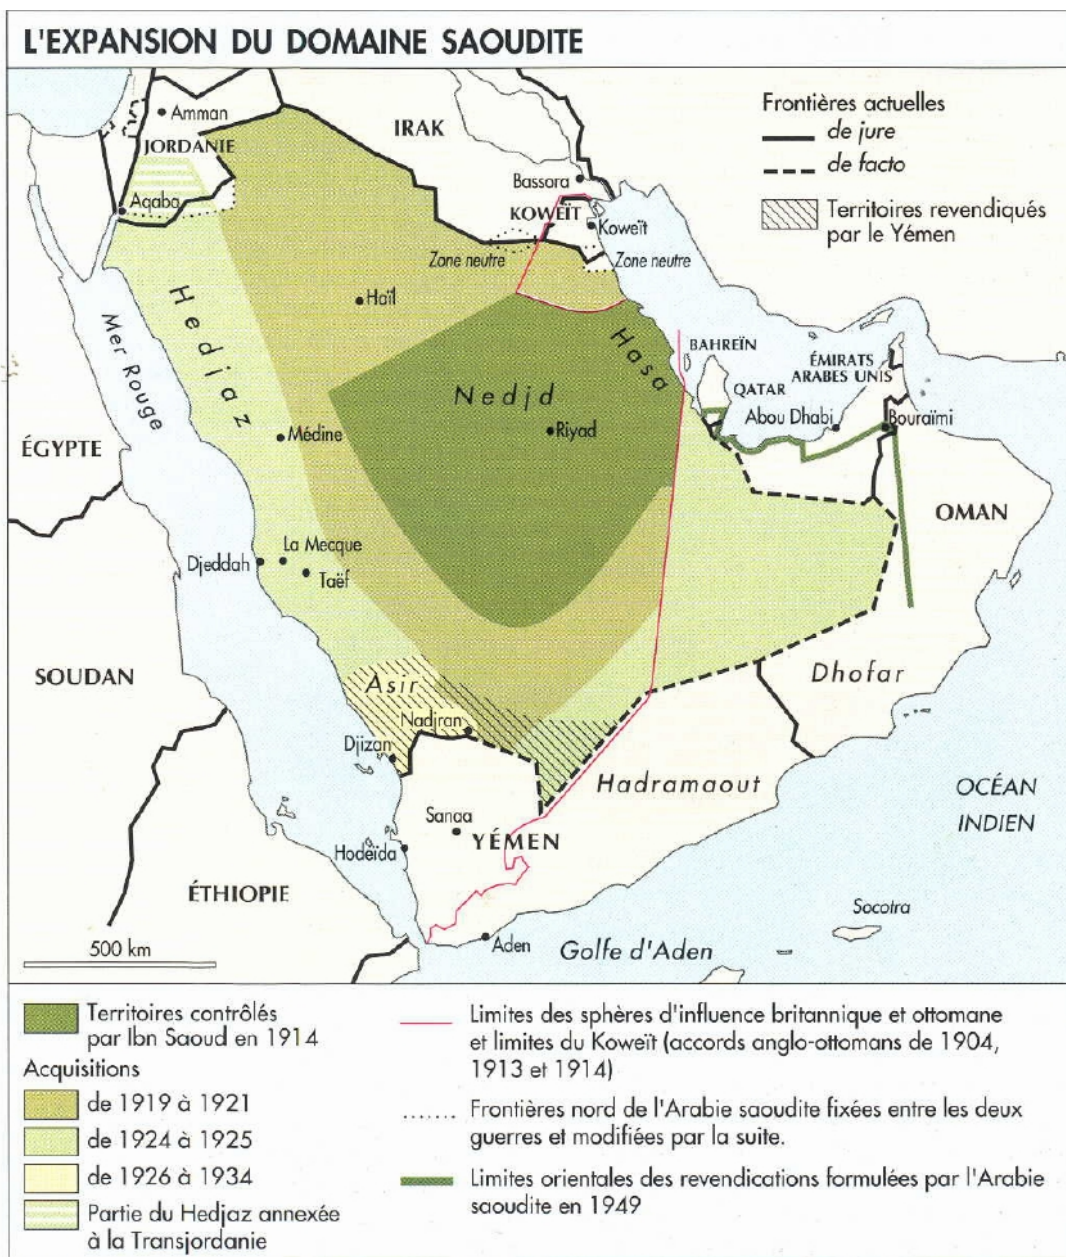 L'EXPANSION DU DOMAINE SAOUDITE
Frontières actuelles
de jure
de facto
Territoires revendiqués
par le Yémen
Amman
JORDANIE
IRAK
Aqaba
Bassora
KOWEÏT
Koweït
Zone neutre
Zone neutre
Haïl
Hedjaz
Hasa
Mer Rouge
Nedjd
Riyad
BAHREÏN
QATAR
ÉMIRATS
ARABES UNIS
Abou Dhabi
Bouraïmi
Médine
ÉGYPTE
OMAN
La Mecque
Djeddah
Taëf
SOUDAN
Asir
Dhofar
Nadjran
Djizan
Hadramaout
OCÉAN
INDIEN
Sanaa
YÉMEN
Hodeïda
ÉTHIOPIE
Socotra
500 km
Aden
Golfe d'Aden
Territoires contrôlés
par Ibn Saoud en 1914
Acquisitions
de 1919 à 1921
de 1924 à 1925
de 1926 à 1934
Partie du Hedjaz annexée
à la Transjordanie
Limites des sphères d'influence britannique et ottomane
et limites du Koweït (accords anglo-ottomans de 1904,
1913 et 1914)
Frontières nord de l'Arabie saoudite fixées entre les deux
guerres et modifiées par la suite.
Limites orientales des revendications formulées par l'Arabie
saoudite en 1949